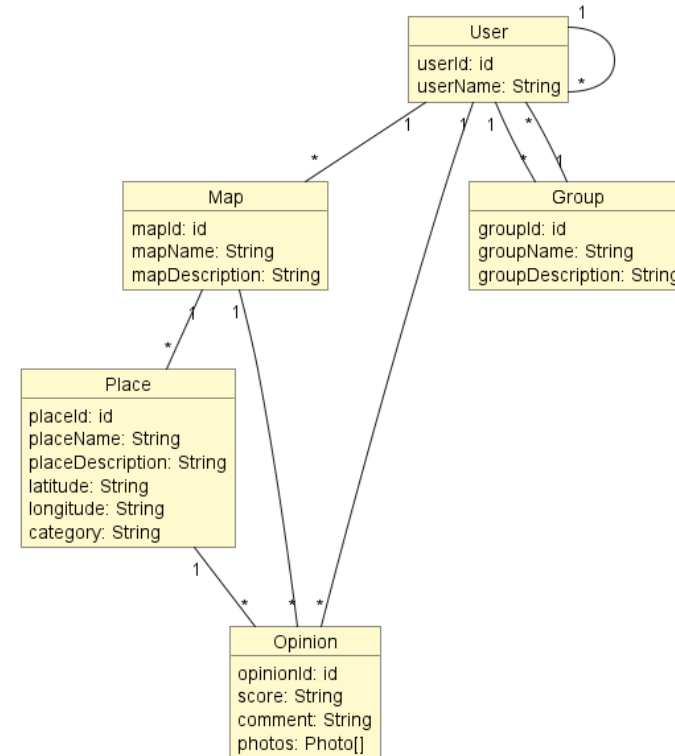 1
User
userId: id
userName: String
*
1
1
1
*
*
*
1
Map
mapId: id
mapName: String
mapDescription: String
Group
groupId: id
groupName: String
groupDescription: String
1
1
*
Place
placeId: id
placeName: String
placeDescription: String
latitude: String
longitude: String
category: String
1
*
*
*
Opinion
opinionId: id
score: String
comment: String
photos: Photo[]